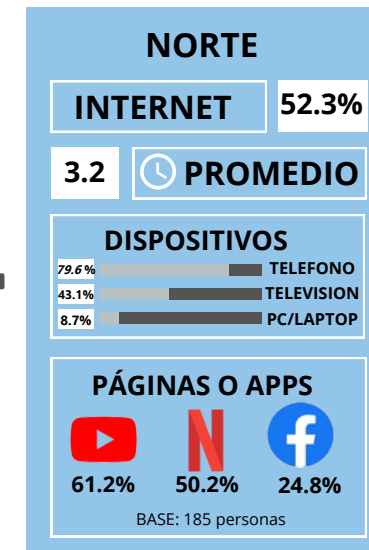 NORTE
INTERNET 52.3%
3.2 PROMEDIO
DISPOSITIVOS
79.6% TELEFONO
43.1% TELEVISION
8.7% PC/LAPTOP
PÁGINAS O APPS
61.2% 50.2% 24.8%
BASE: 185 personas